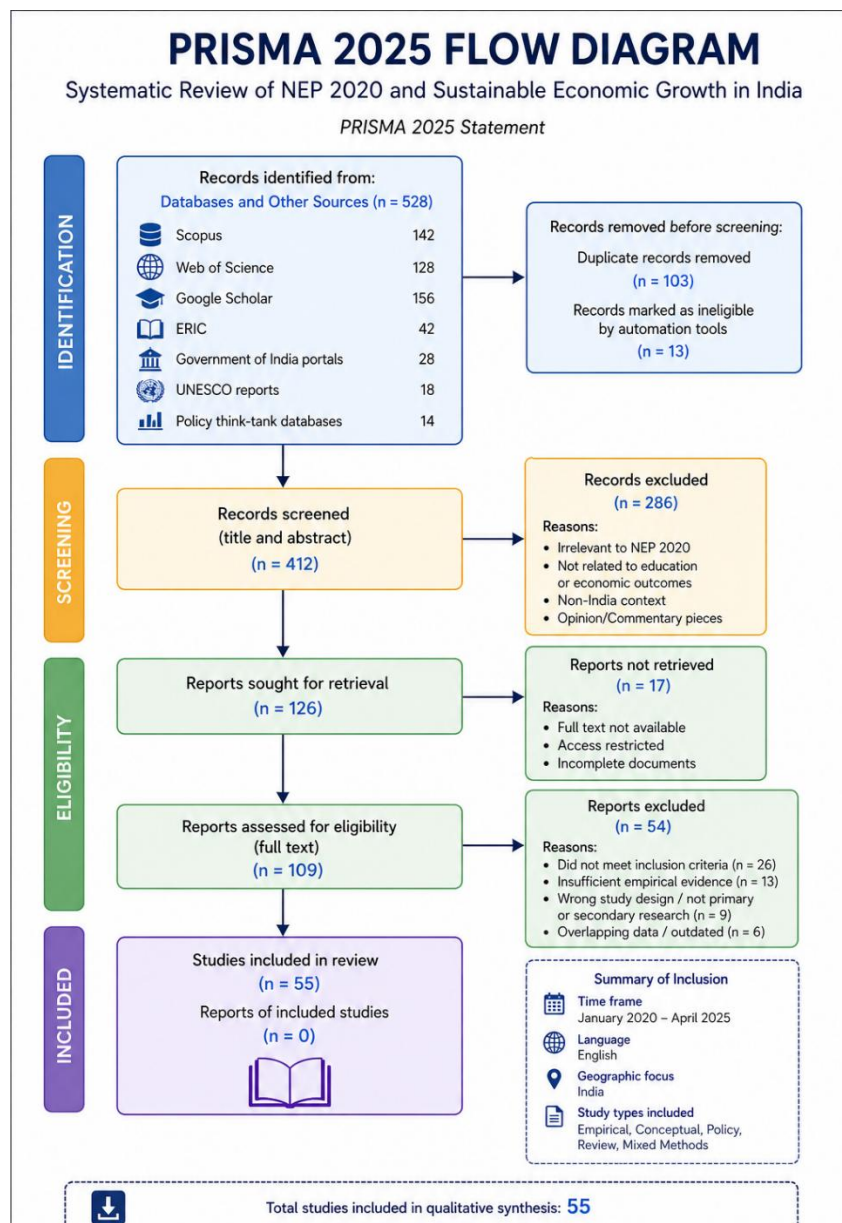 PRISMA 2025 FLOW DIAGRAM
Systematic Review of NEP 2020 and Sustainable Economic Growth in India
PRISMA 2025 Statement
IDENTIFICATION
Records identified from:
Databases and Other Sources (n = 528)
Scopus 142
Web of Science 128
Google Scholar 156
ERIC 42
Government of India portals 28
UNESCO reports 18
Policy think-tank databases 14
Records removed before screening:
Duplicate records removed
(n = 103)
Records marked as ineligible
by automation tools
(n = 13)
SCREENING
Records screened
(title and abstract)
(n = 412)
Records excluded
(n = 286)
Reasons:
• Irrelevant to NEP 2020
• Not related to education
or economic outcomes
• Non-India context
• Opinion/Commentary pieces
ELIGIBILITY
Reports sought for retrieval
(n = 126)
Reports not retrieved
(n = 17)
Reasons:
• Full text not available
• Access restricted
• Incomplete documents
Reports assessed for eligibility
(full text)
(n = 109)
Reports excluded
(n = 54)
Reasons:
• Did not meet inclusion criteria (n = 26)
• Insufficient empirical evidence (n = 13)
• Wrong study design / not primary
or secondary research (n = 9)
• Overlapping data / outdated (n = 6)
INCLUDED
Studies included in review
(n = 55)
Reports of included studies
(n = 0)
Summary of Inclusion
Time frame
January 2020 – April 2025
Language
English
Geographic focus
India
Study types included
Empirical, Conceptual, Policy,
Review, Mixed Methods
Total studies included in qualitative synthesis: 55